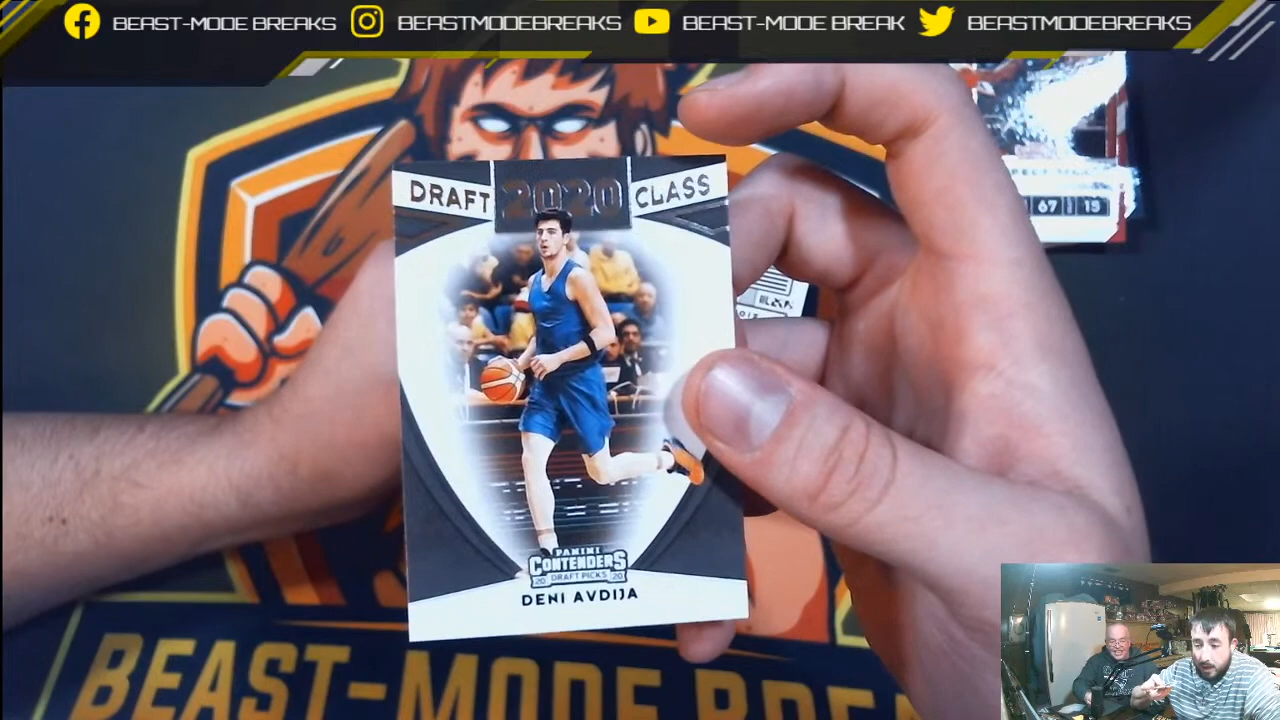 BEAST-MODE BREAKS BEASTMODEBREAKS BEAST-MODE BREAK BEASTMODEBREAKS
DRAFT 2020 CLASS
67 15
PANINI
CONTENDERS
20 DRAFT PICKS 20
DENI AVDIJA
BEAST-MODE